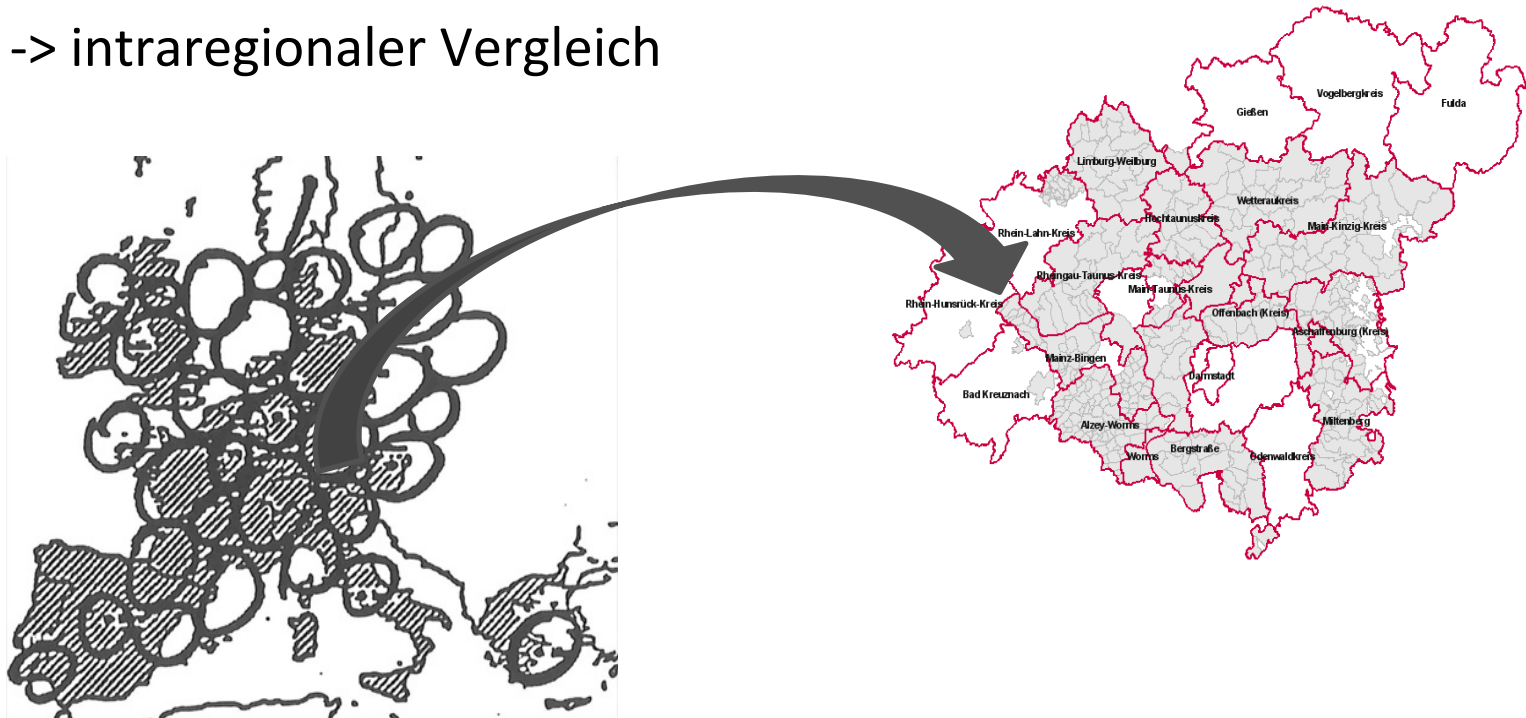 -> intraregionaler Vergleich
Vogelbergkreis
Fulda
Gießen
Limburg-Weilburg
Wetteraukreis
Hochtaunuskreis
Main-Kinzig-Kreis
Rhein-Lahn-Kreis
Rheingau-Taunus-Kreis
Main-Taunus-Kreis
Rhein-Hunsrück-Kreis
Offenbach (Kreis)
Aschaffenburg (Kreis)
Mainz-Bingen
Darmstadt
Bad Kreuznach
Alzey-Worms
Miltenberg
Bergstraße
Worms
Odenwaldkreis